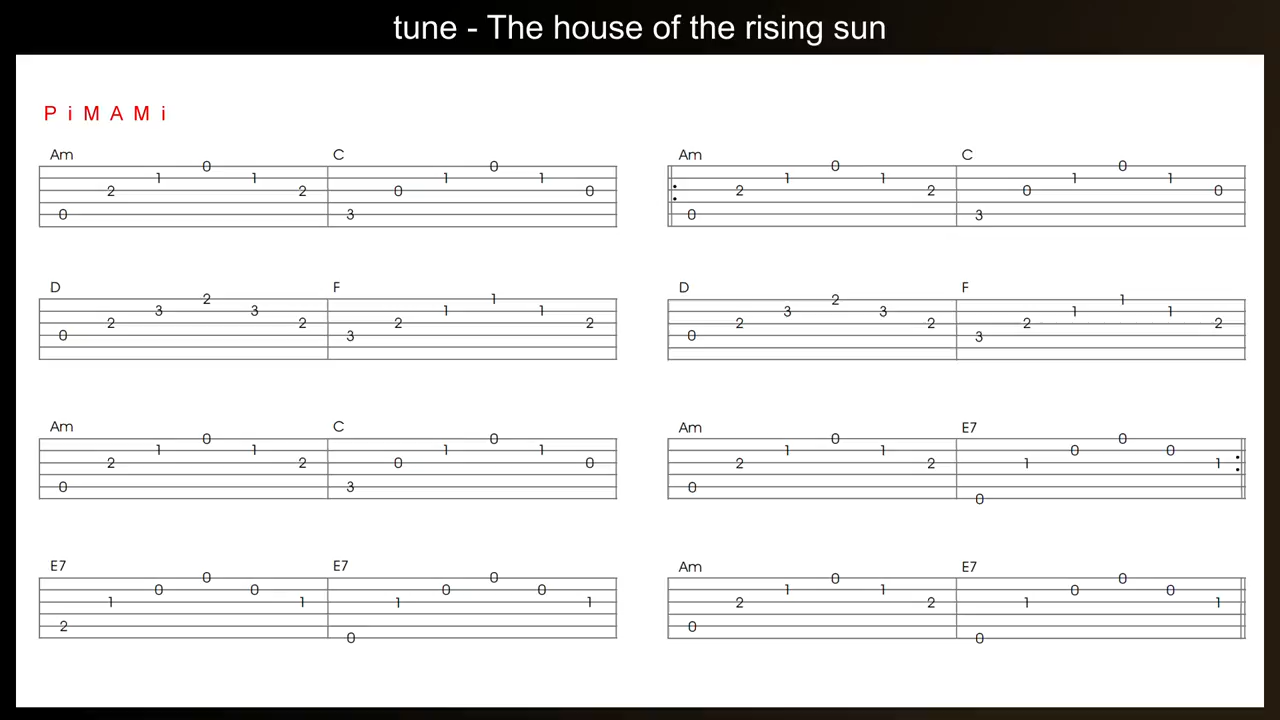 tune - The house of the rising sun
P i M A M i
Am C
0 2 1 0 1 2 3 0 1 0 1 0
D F
0 2 3 2 3 2 3 2 1 1 1 2
Am C
0 2 1 0 1 2 3 0 1 0 1 0
E7 E7
2 1 0 0 0 1 0 1 0 0 0 1
Am C
0 2 1 0 1 2 3 0 1 0 1 0
D F
0 2 3 2 3 2 3 2 1 1 1 2
Am E7
0 2 1 0 1 2 0 1 0 0 0 1
Am E7
0 2 1 0 1 2 0 1 0 0 0 1